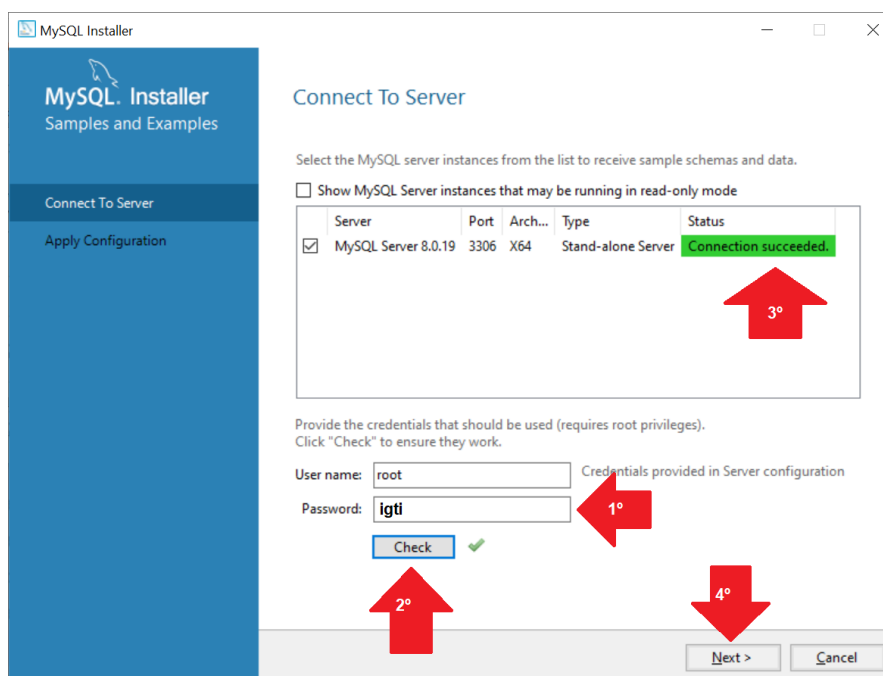 MySQL Installer
MySQL. Installer
Samples and Examples
Connect To Server
Apply Configuration
Connect To Server
Select the MySQL server instances from the list to receive sample schemas and data.
Show MySQL Server instances that may be running in read-only mode
Server Port Arch... Type Status
MySQL Server 8.0.19 3306 X64 Stand-alone Server Connection succeeded.
3º
Provide the credentials that should be used (requires root privileges).
Click "Check" to ensure they work.
User name: root Credentials provided in Server configuration
Password: igti 1º
Check
2º
4º
Next > Cancel